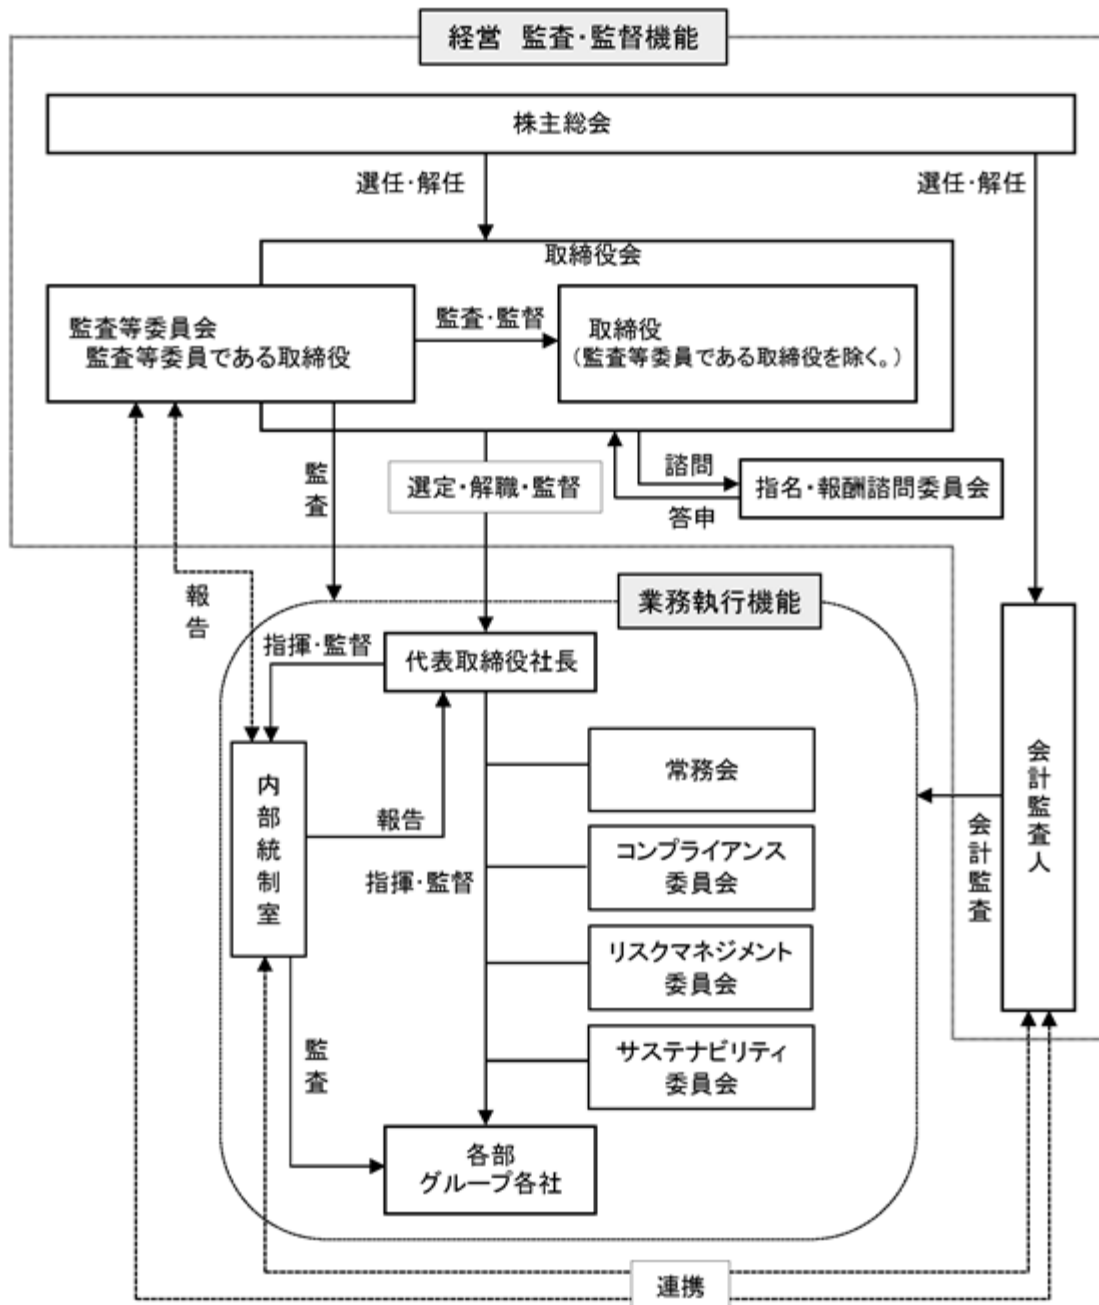 経営　監査・監督機能
株主総会
選任・解任
選任・解任
取締役会
監査等委員会
監査等委員である取締役
監査・監督
取締役
（監査等委員である取締役を除く。）
監査
選定・解職・監督
諮問
答申
指名・報酬諮問委員会
報告
業務執行機能
指揮・監督
代表取締役社長
内部統制室
常務会
会計監査人
報告
会計監査
コンプライアンス
委員会
指揮・監督
リスクマネジメント
委員会
監査
サステナビリティ
委員会
各部
グループ各社
連携